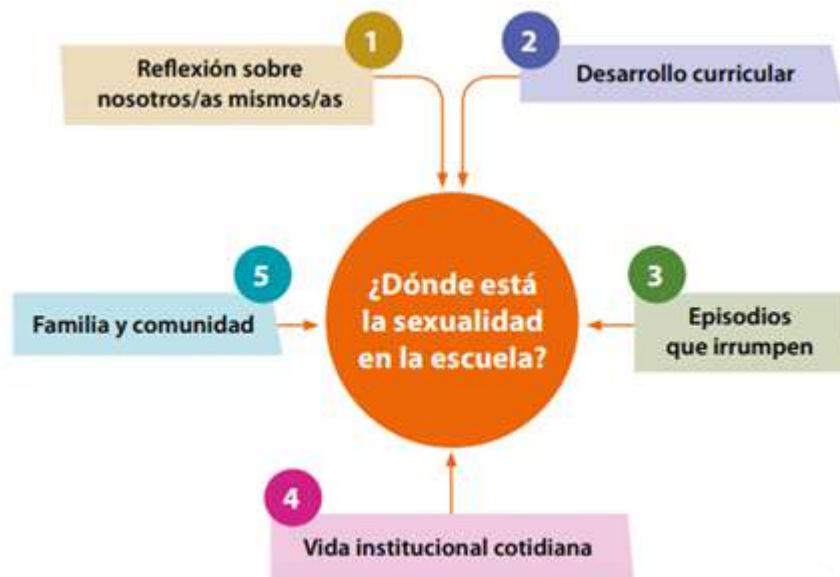 1
Reflexión sobre
nosotros/as mismos/as
2
Desarrollo curricular
3
Episodios
que irrumpen
4
Vida institucional cotidiana
5
Familia y comunidad
¿Dónde está
la sexualidad
en la escuela?